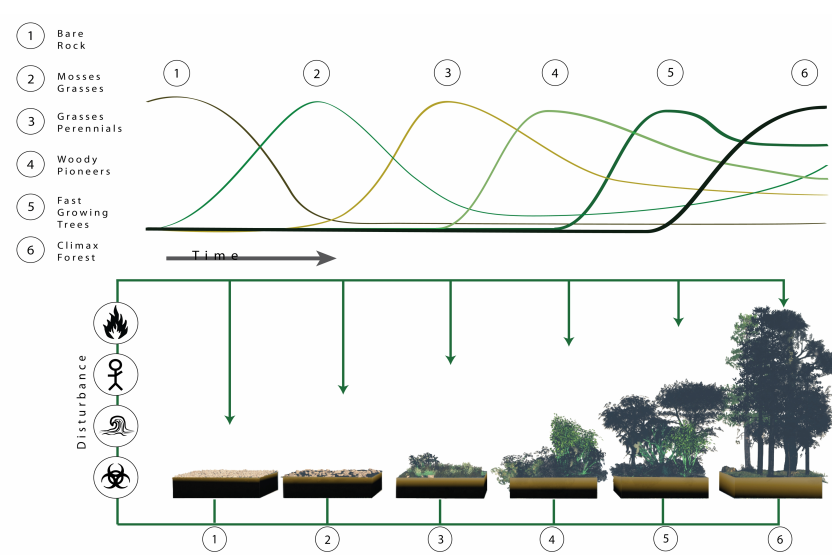 1 Bare
Rock
2 Mosses
Grasses
3 Grasses
Perennials
4 Woody
Pioneers
5 Fast
Growing
Trees
6 Climax
Forest
1 2 3 4 5 6
Time
Disturbance
1 2 3 4 5 6